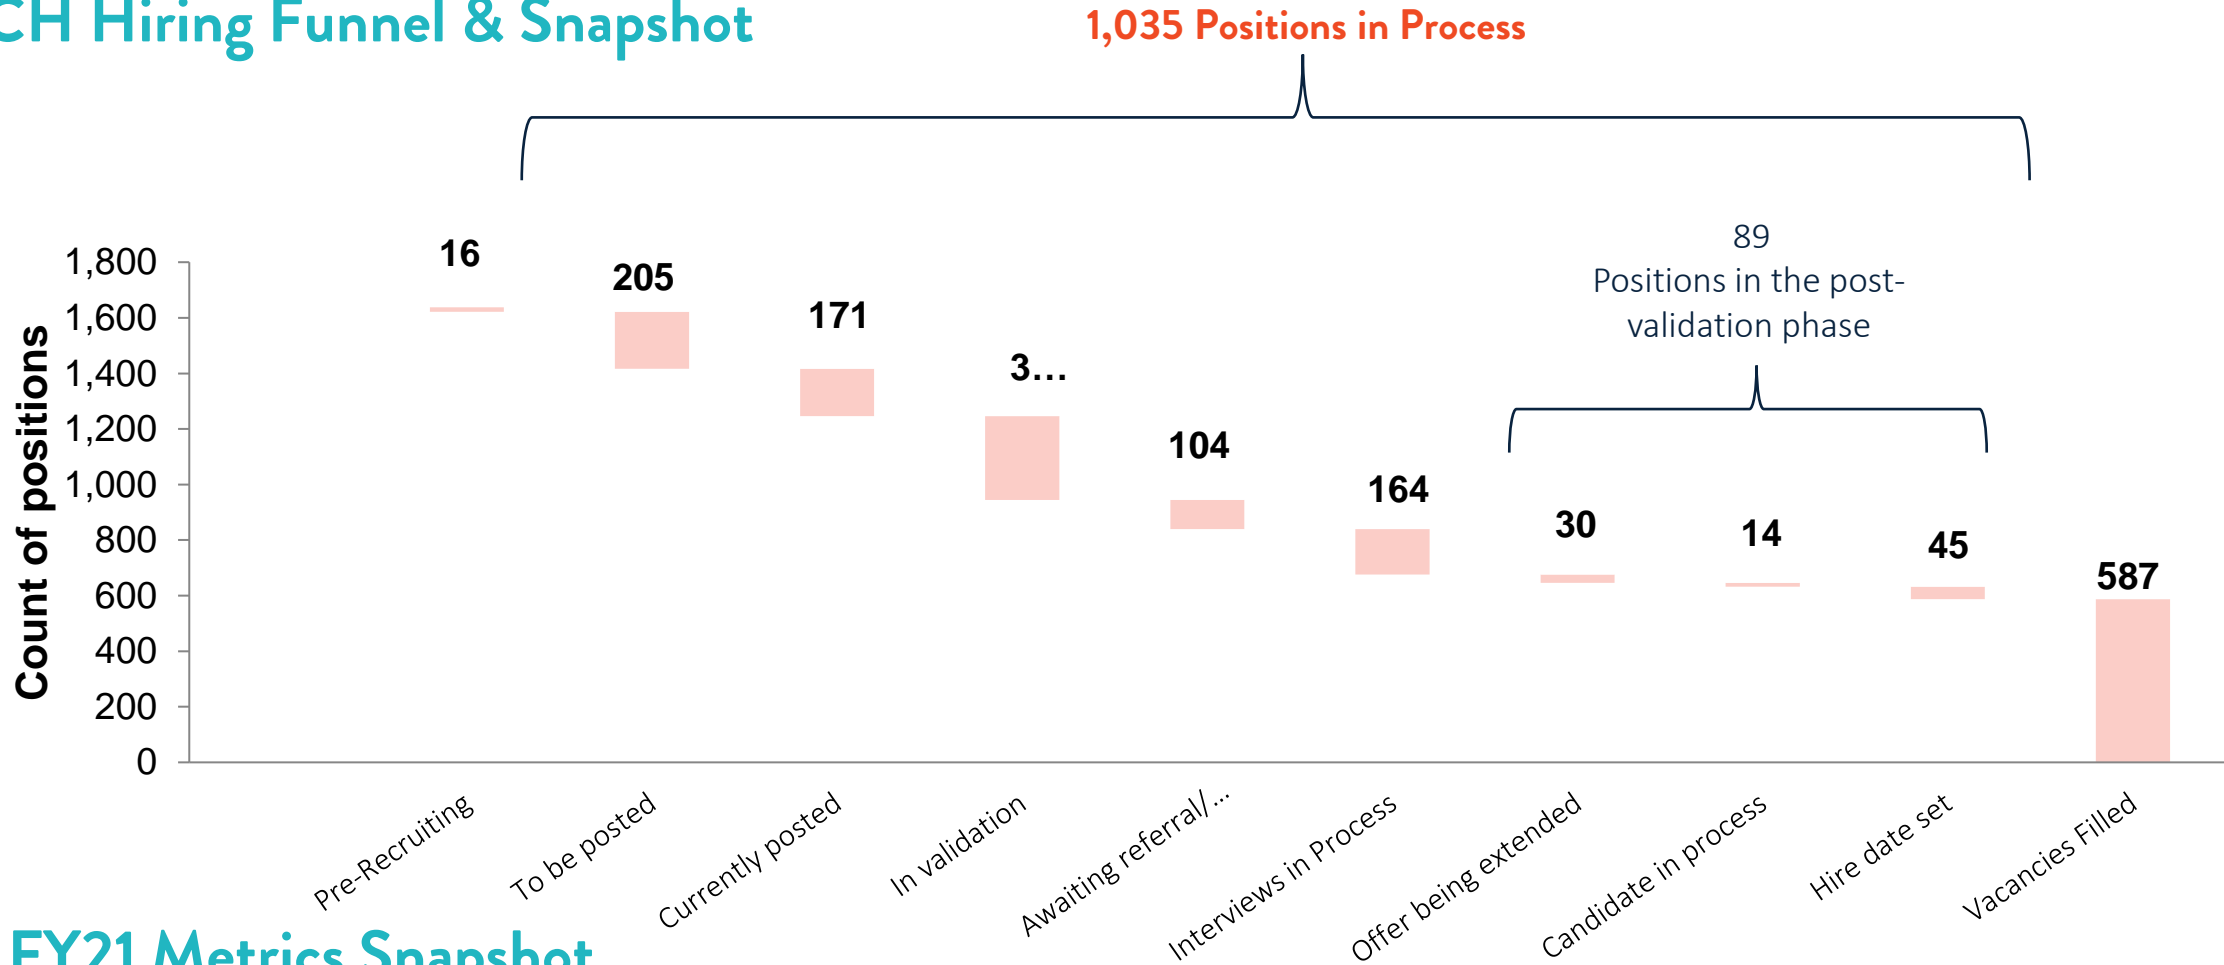 CH Hiring Funnel & Snapshot
1,035 Positions in Process
89
Positions in the post-
validation phase
Count of positions
1,800
1,600
1,400
1,200
1,000
800
600
400
200
0
16
205
171
3…
104
164
30
14
45
587
Pre-Recruiting
To be posted
Currently posted
In validation
Awaiting referral/…
Interviews in Process
Offer being extended
Candidate in process
Hire date set
Vacancies Filled
FY21 Metrics Snapshot